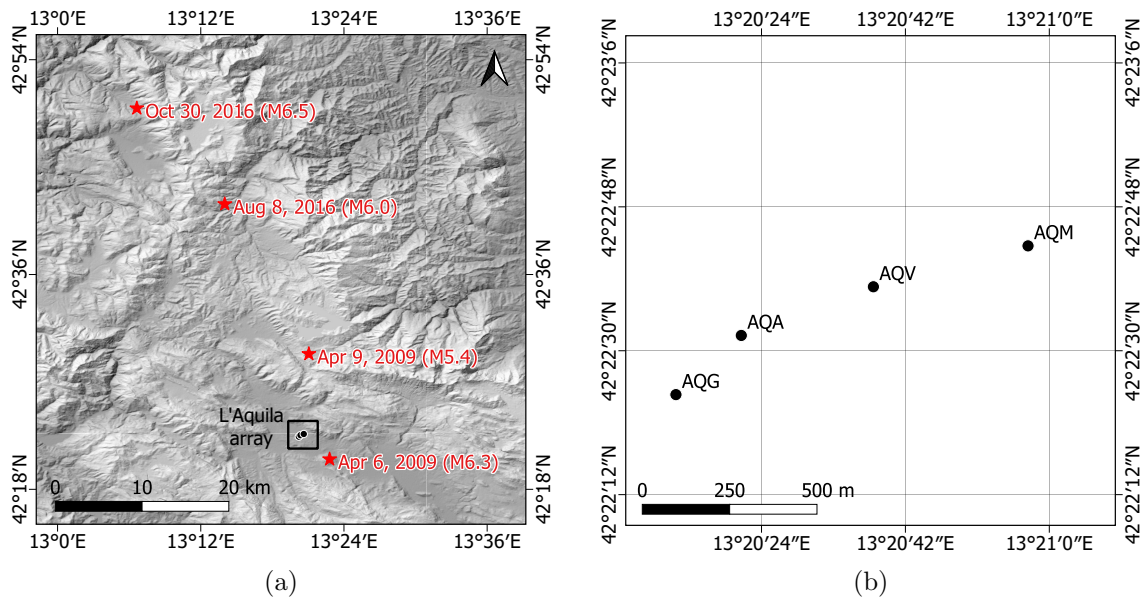 13°0′E 13°12′E 13°24′E 13°36′E
42°54′N 42°54′N
Oct 30, 2016 (M6.5)
Aug 8, 2016 (M6.0)
42°36′N 42°36′N
Apr 9, 2009 (M5.4)
L'Aquila
array
Apr 6, 2009 (M6.3)
42°18′N 42°18′N
0 10 20 km
13°0′E 13°12′E 13°24′E 13°36′E
(a)
13°20′24″E 13°20′42″E 13°21′0″E
42°23′6″N 42°23′6″N
42°22′48″N 42°22′48″N
AQM
AQV
AQA
42°22′30″N 42°22′30″N
AQG
42°22′12″N 42°22′12″N
0 250 500 m
13°20′24″E 13°20′42″E 13°21′0″E
(b)